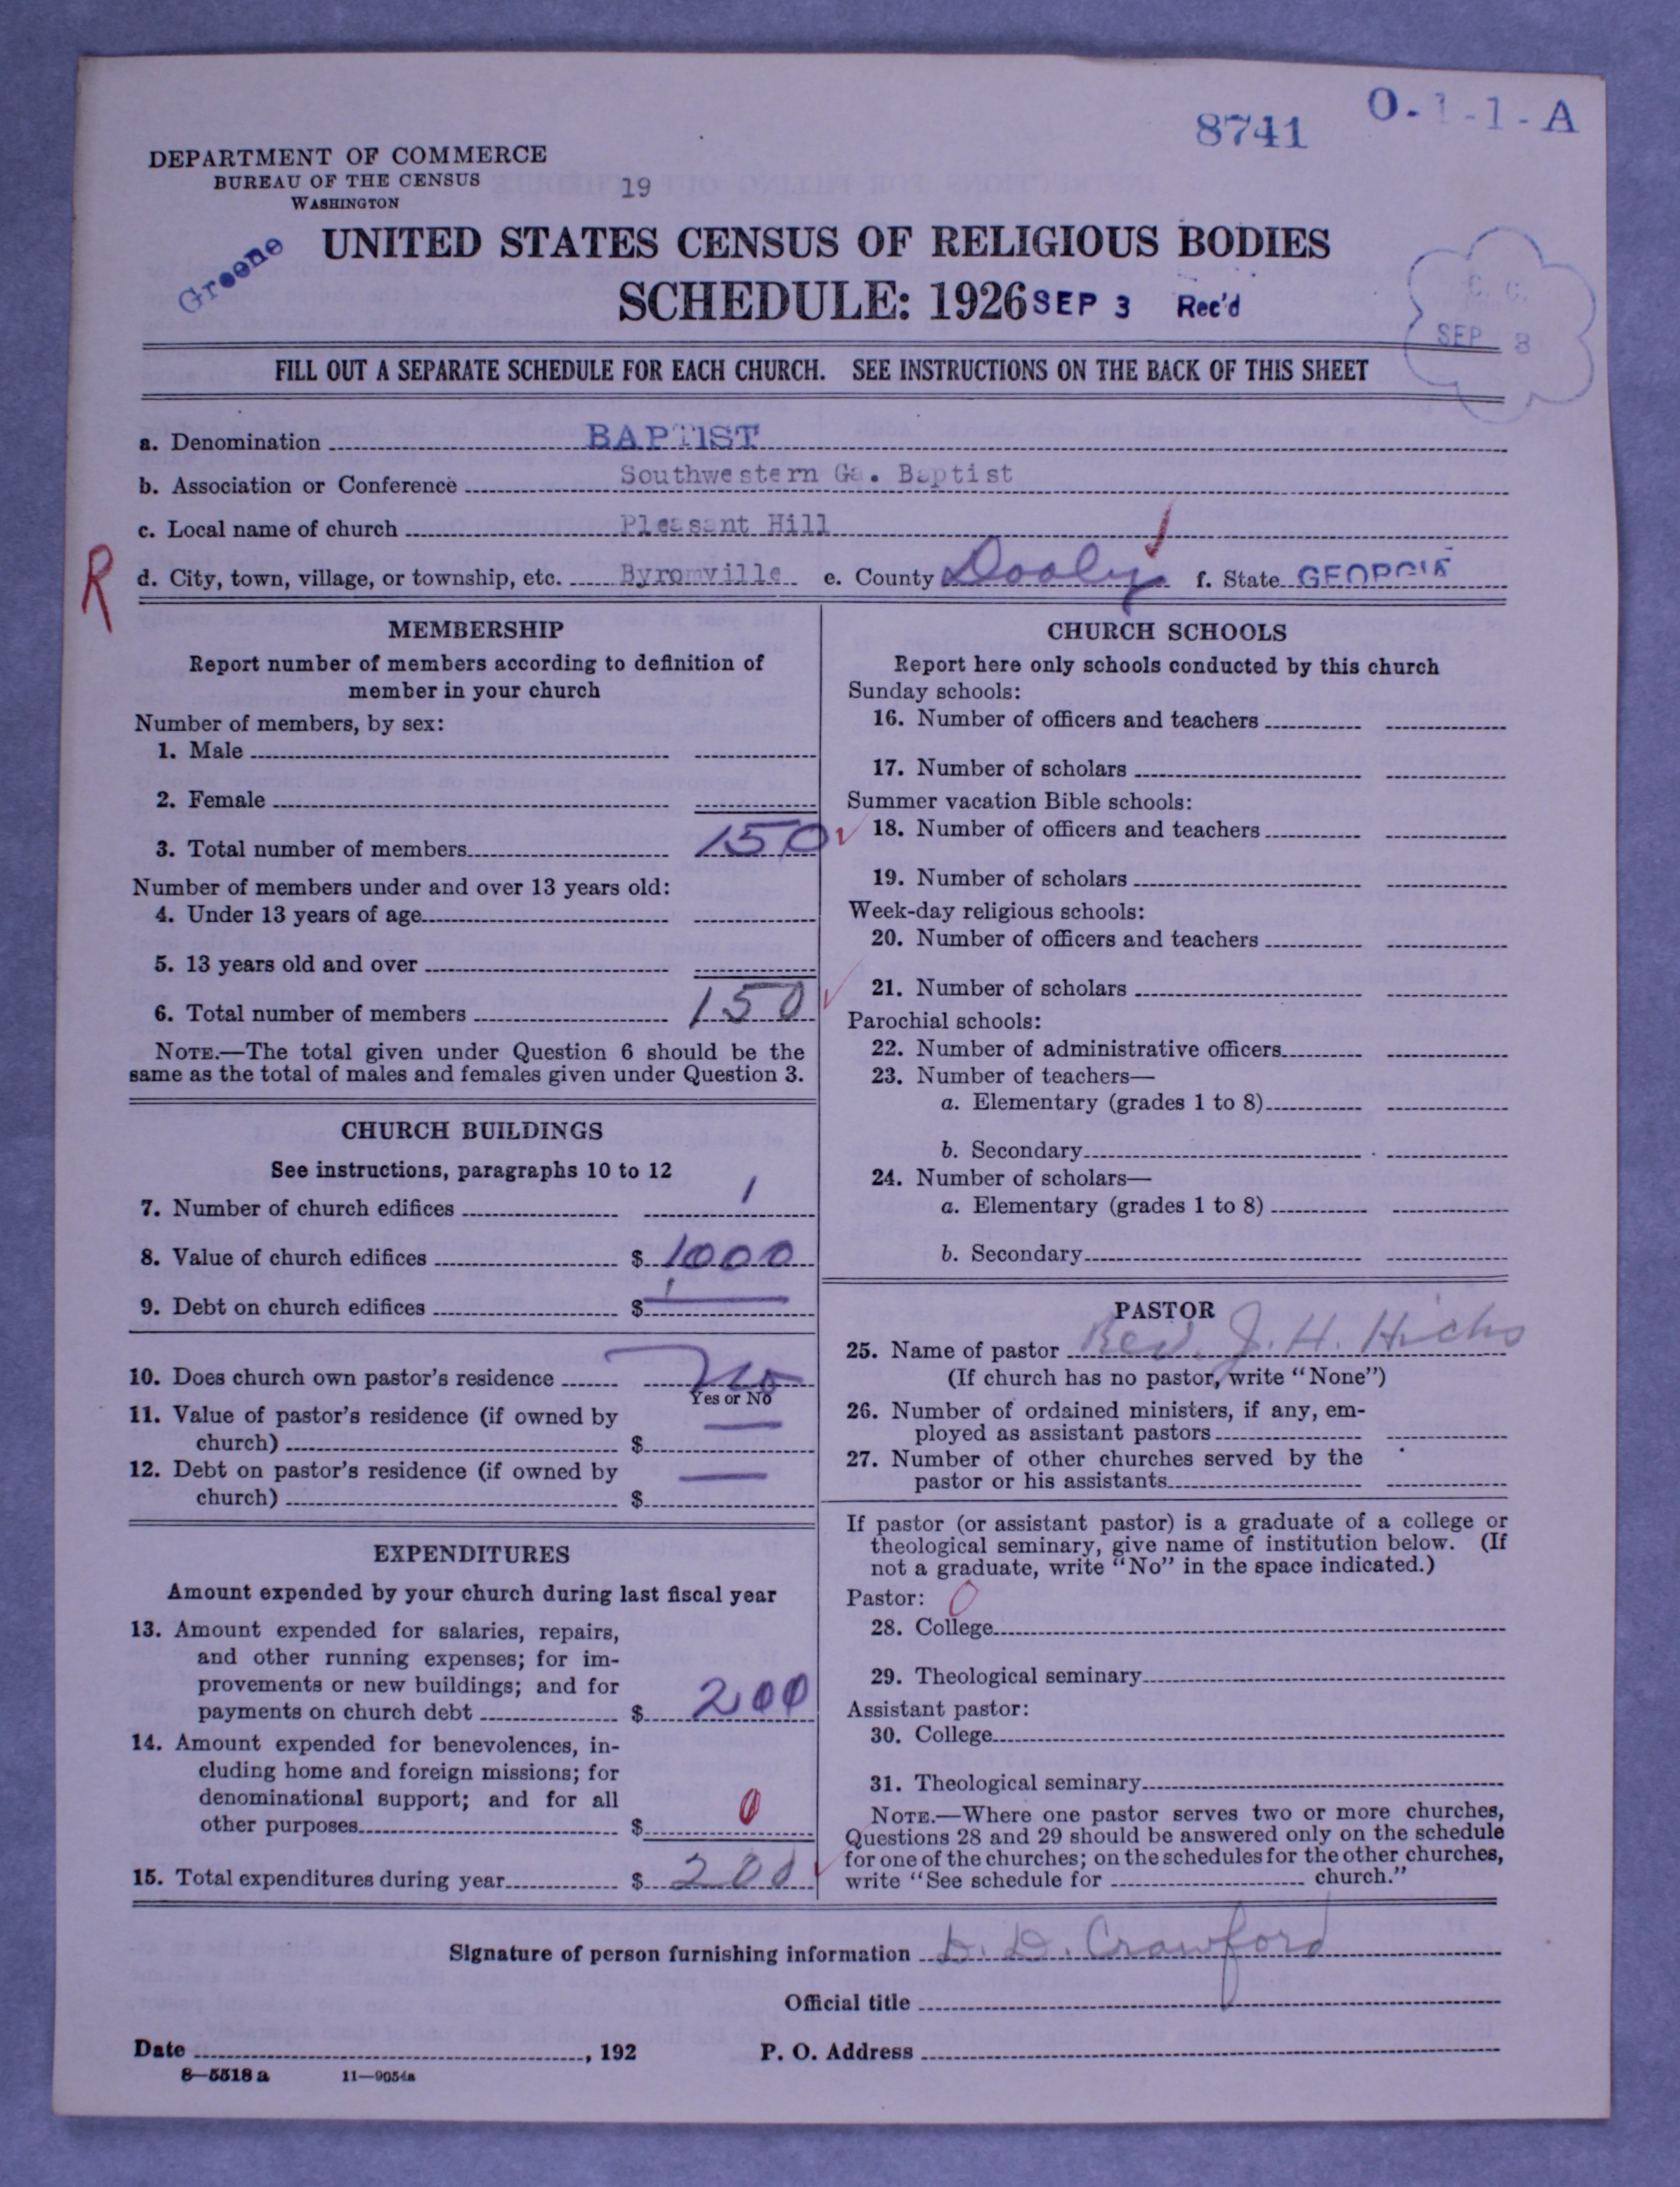 8741
O-1-1-A
DEPARTMENT OF COMMERCE
BUREAU OF THE CENSUS
WASHINGTON
19
Greene
UNITED STATES CENSUS OF RELIGIOUS BODIES
SCHEDULE: 1926 SEP 3 Rec'd
C. C.
SEP 8
FILL OUT A SEPARATE SCHEDULE FOR EACH CHURCH. SEE INSTRUCTIONS ON THE BACK OF THIS SHEET
a. Denomination BAPTIST
b. Association or Conference Southwestern Ga. Baptist
c. Local name of church Pleasant Hill
R
d. City, town, village, or township, etc. Byromville e. County Dooly f. State GEORGIA
MEMBERSHIP
Report number of members according to definition of
member in your church
Number of members, by sex:
1. Male
2. Female
3. Total number of members 150
Number of members under and over 13 years old:
4. Under 13 years of age
5. 13 years old and over
6. Total number of members 150
NOTE.—The total given under Question 6 should be the
same as the total of males and females given under Question 3.
CHURCH BUILDINGS
See instructions, paragraphs 10 to 12
7. Number of church edifices 1
8. Value of church edifices $ 1000
9. Debt on church edifices $ —
10. Does church own pastor's residence No
Yes or No
11. Value of pastor's residence (if owned by
church) $ —
12. Debt on pastor's residence (if owned by
church) $ —
EXPENDITURES
Amount expended by your church during last fiscal year
13. Amount expended for salaries, repairs,
and other running expenses; for im-
provements or new buildings; and for
payments on church debt $ 200
14. Amount expended for benevolences, in-
cluding home and foreign missions; for
denominational support; and for all
other purposes $ 0
15. Total expenditures during year $ 200
CHURCH SCHOOLS
Report here only schools conducted by this church
Sunday schools:
16. Number of officers and teachers
17. Number of scholars
Summer vacation Bible schools:
18. Number of officers and teachers
19. Number of scholars
Week-day religious schools:
20. Number of officers and teachers
21. Number of scholars
Parochial schools:
22. Number of administrative officers
23. Number of teachers—
a. Elementary (grades 1 to 8)
b. Secondary
24. Number of scholars—
a. Elementary (grades 1 to 8)
b. Secondary
PASTOR
25. Name of pastor Rev. J. H. Hicks
(If church has no pastor, write "None")
26. Number of ordained ministers, if any, em-
ployed as assistant pastors
27. Number of other churches served by the
pastor or his assistants
If pastor (or assistant pastor) is a graduate of a college or
theological seminary, give name of institution below. (If
not a graduate, write "No" in the space indicated.)
Pastor: 0
28. College
29. Theological seminary
Assistant pastor:
30. College
31. Theological seminary
NOTE.—Where one pastor serves two or more churches,
Questions 28 and 29 should be answered only on the schedule
for one of the churches; on the schedules for the other churches,
write "See schedule for church."
Signature of person furnishing information D. D. Crawford
Official title
Date , 192 P. O. Address
8—5518 a 11—9054a